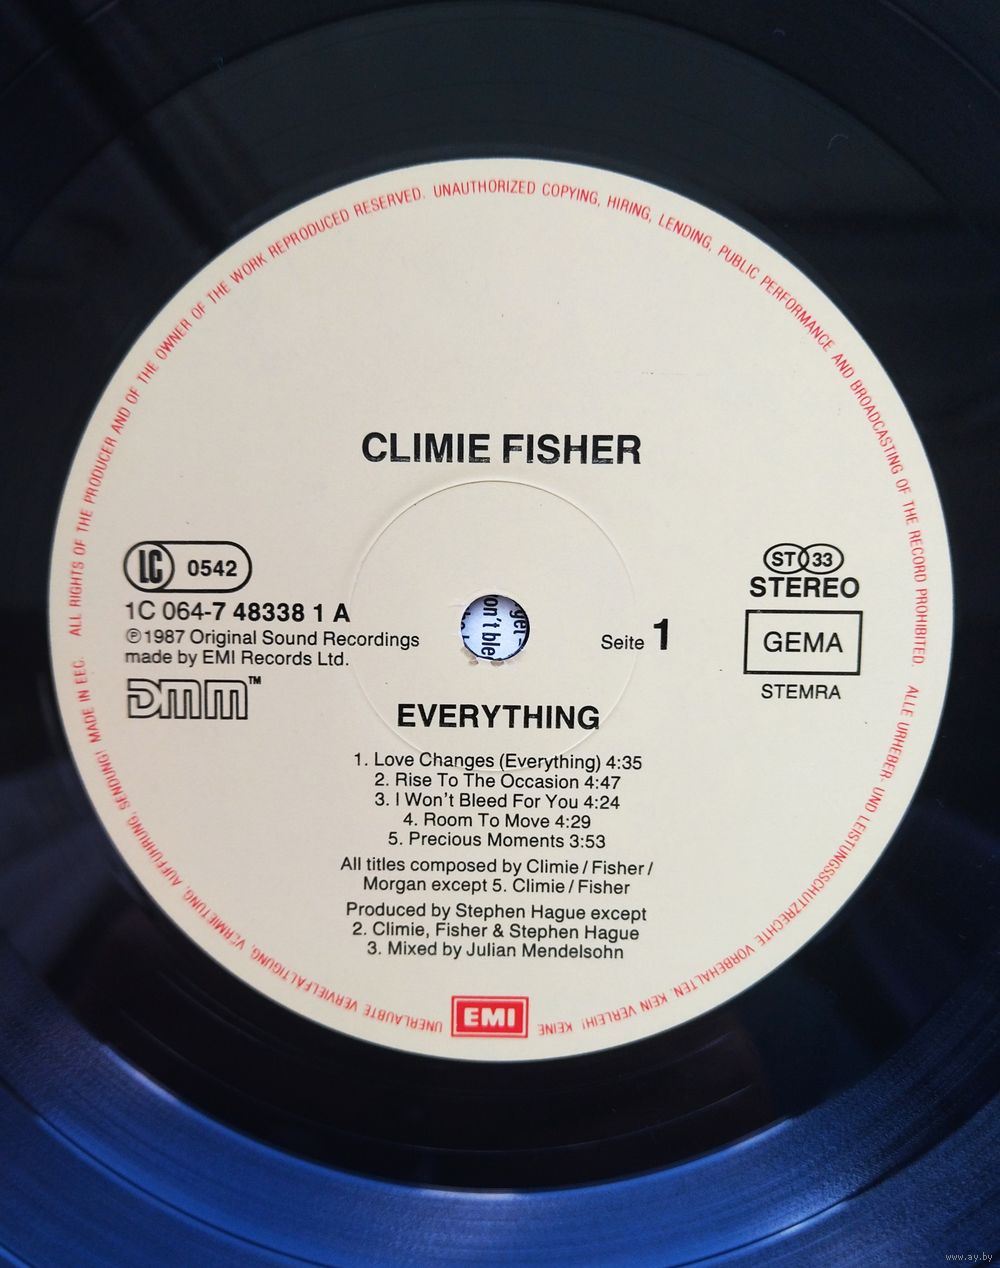 ALL RIGHTS OF THE PRODUCER AND OF THE OWNER OF THE WORK REPRODUCED RESERVED. UNAUTHORIZED COPYING, HIRING, LENDING, PUBLIC PERFORMANCE AND BROADCASTING OF THE RECORD PROHIBITED.
CLIMIE FISHER
LC 0542
1C 064-7 48338 1 A
℗ 1987 Original Sound Recordings
made by EMI Records Ltd.
DMM™
ger-
on't ble
Seite 1
ST 33
STEREO
GEMA
STEMRA
EVERYTHING
1. Love Changes (Everything) 4:35
2. Rise To The Occasion 4:47
3. I Won't Bleed For You 4:24
4. Room To Move 4:29
5. Precious Moments 3:53
All titles composed by Climie / Fisher /
Morgan except 5. Climie / Fisher
Produced by Stephen Hague except
2. Climie, Fisher & Stephen Hague
3. Mixed by Julian Mendelsohn
ALLE URHEBER- UND LEISTUNGSSCHUTZRECHTE VORBEHALTEN. KEIN VERLEIH! KEINE
EMI
UNERLAUBTE VERVIELFÄLTIGUNG, VERMIETUNG, AUFFÜHRUNG, SENDUNG! MADE IN EEC.
www.ay.by